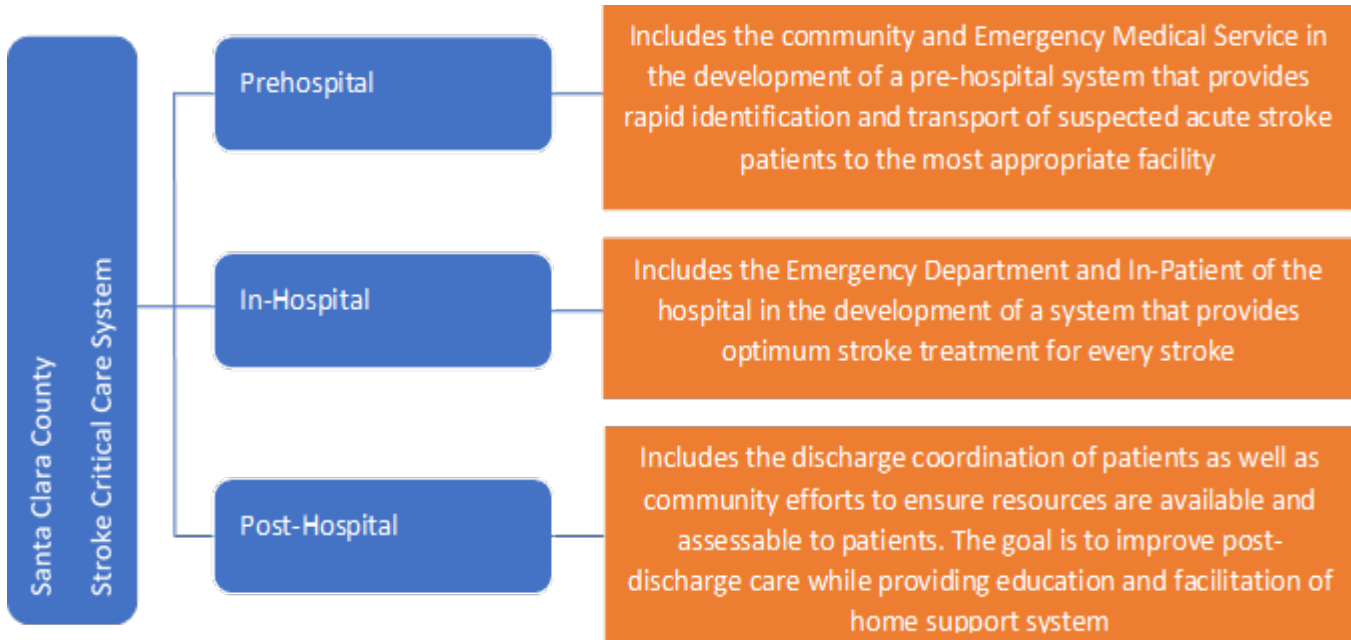 Santa Clara County
Stroke Critical Care System
Prehospital
Includes the community and Emergency Medical Service in
the development of a pre-hospital system that provides
rapid identification and transport of suspected acute stroke
patients to the most appropriate facility
In-Hospital
Includes the Emergency Department and In-Patient of the
hospital in the development of a system that provides
optimum stroke treatment for every stroke
Post-Hospital
Includes the discharge coordination of patients as well as
community efforts to ensure resources are available and
assessable to patients. The goal is to improve post-
discharge care while providing education and facilitation of
home support system